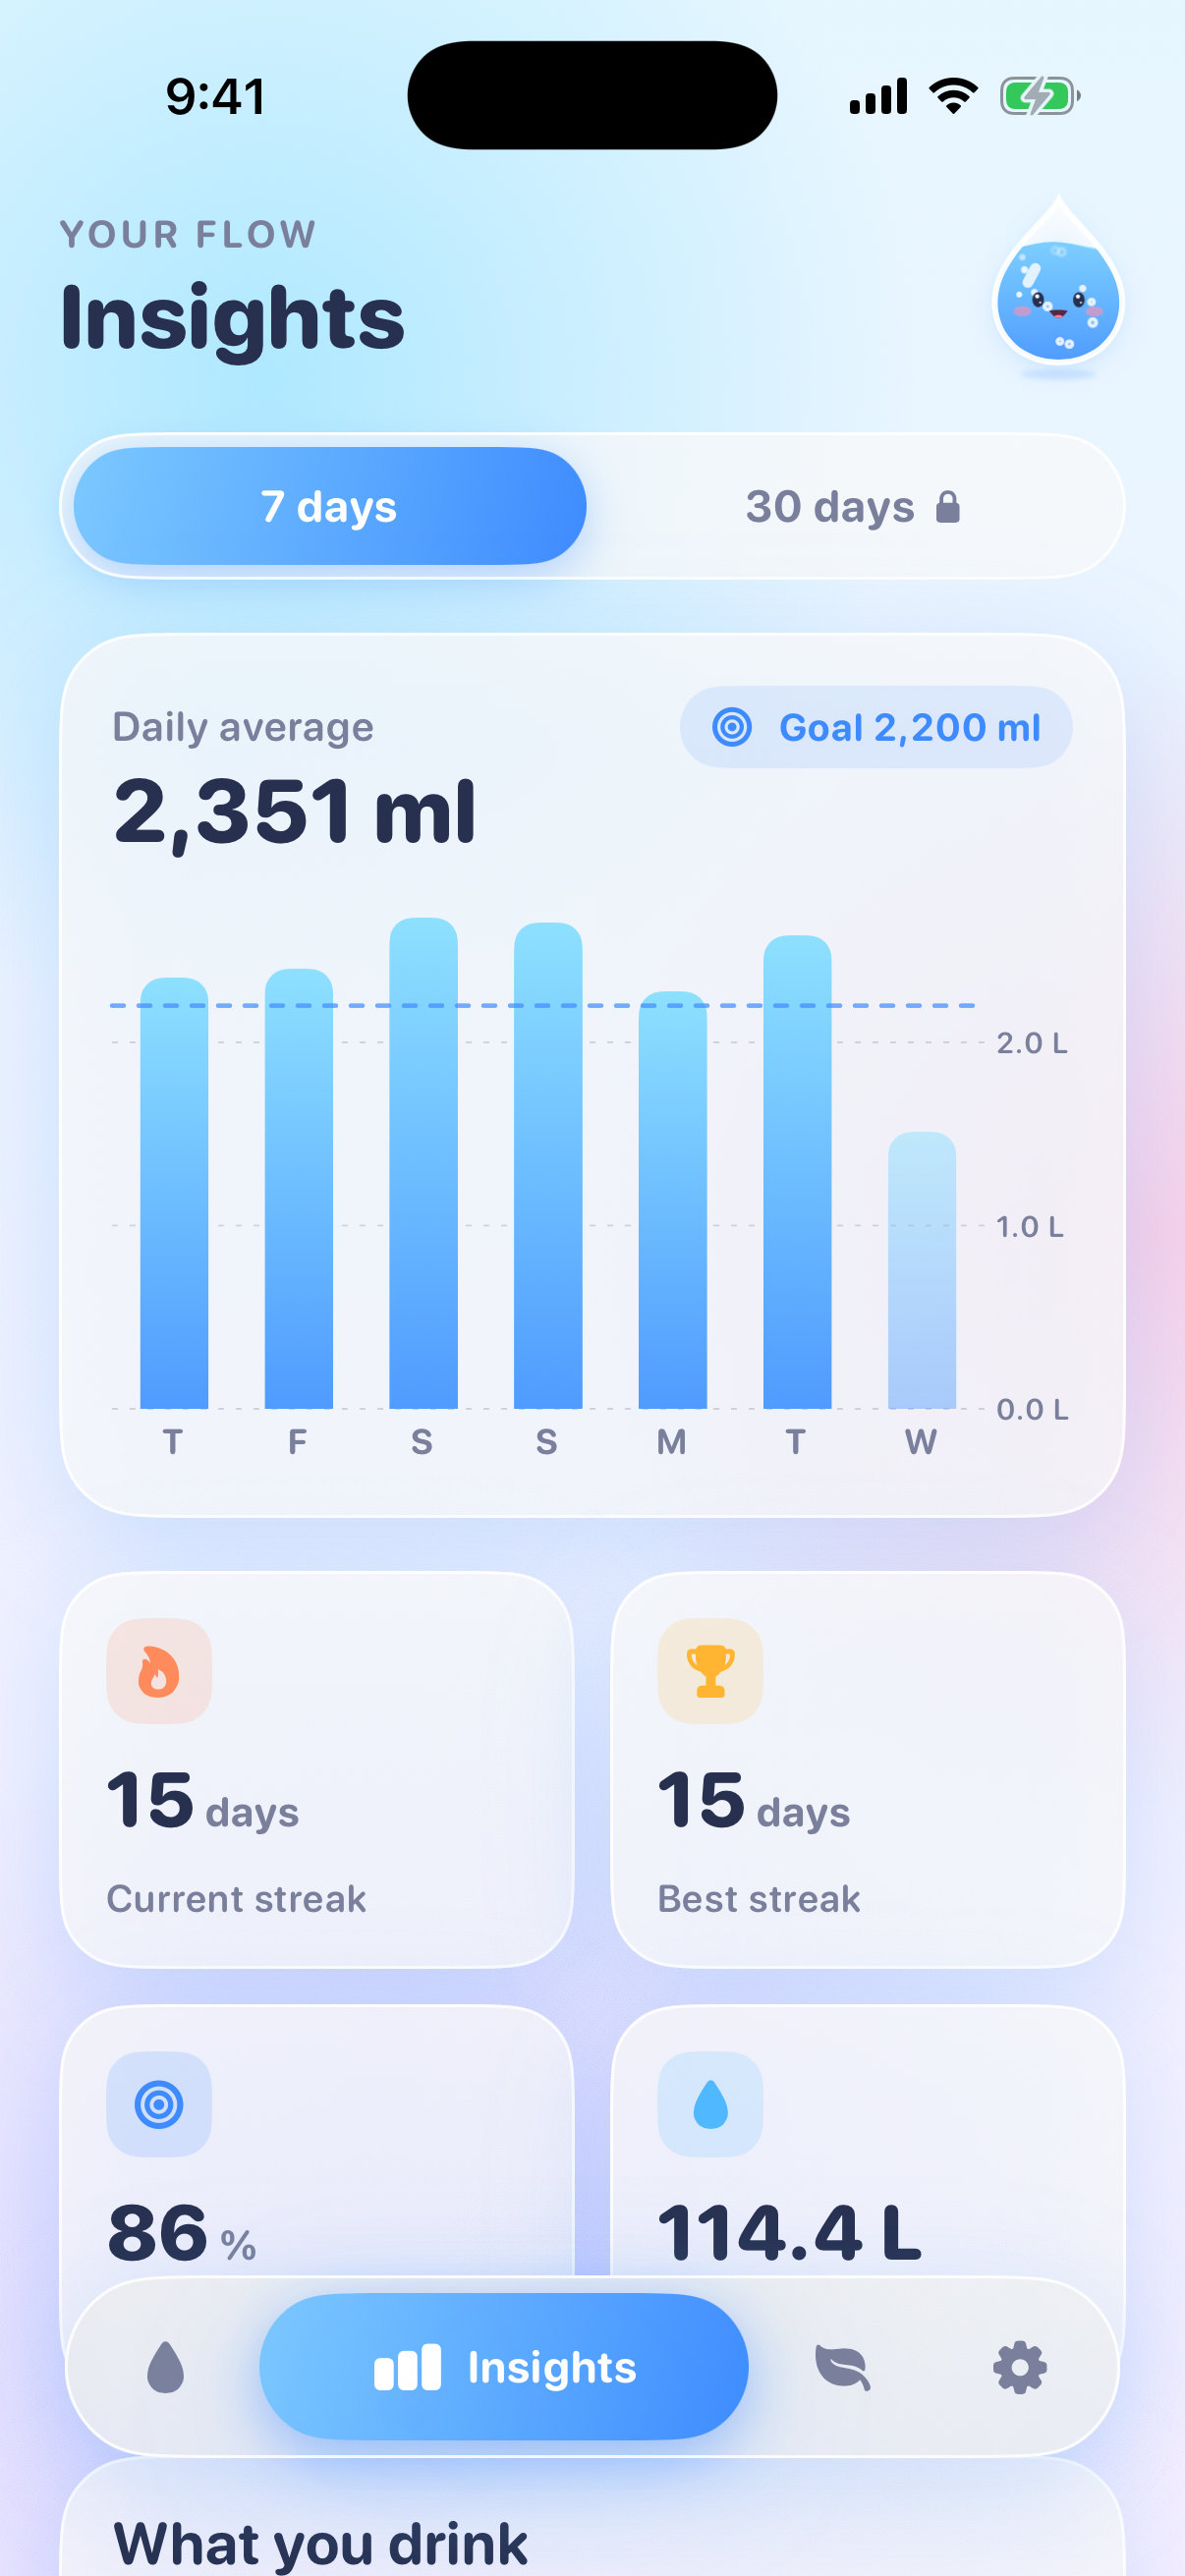 9:41
YOUR FLOW
Insights
7 days
30 days
Daily average
Goal 2,200 ml
2,351 ml
2.0 L
1.0 L
0.0 L
T F S S M T W
15 days
Current streak
15 days
Best streak
86 %
114.4 L
Insights
What you drink